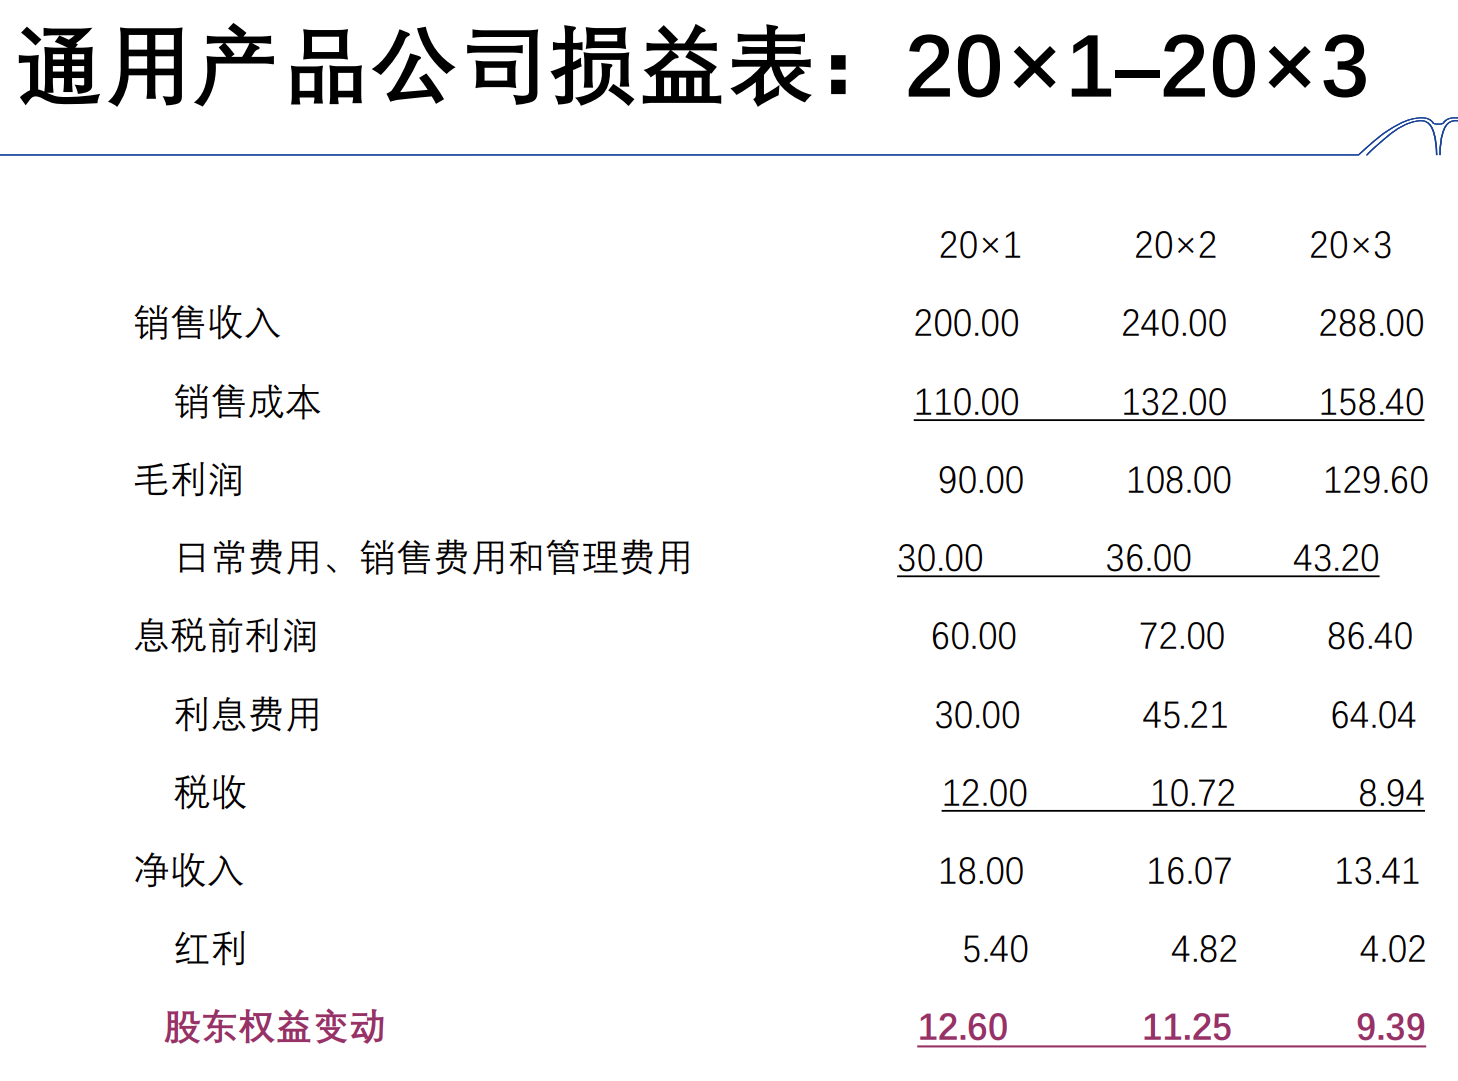 通用产品公司损益表：20×1–20×3
20×1 20×2 20×3
销售收入 200.00 240.00 288.00
销售成本 110.00 132.00 158.40
毛利润 90.00 108.00 129.60
日常费用、销售费用和管理费用 30.00 36.00 43.20
息税前利润 60.00 72.00 86.40
利息费用 30.00 45.21 64.04
税收 12.00 10.72 8.94
净收入 18.00 16.07 13.41
红利 5.40 4.82 4.02
股东权益变动 12.60 11.25 9.39